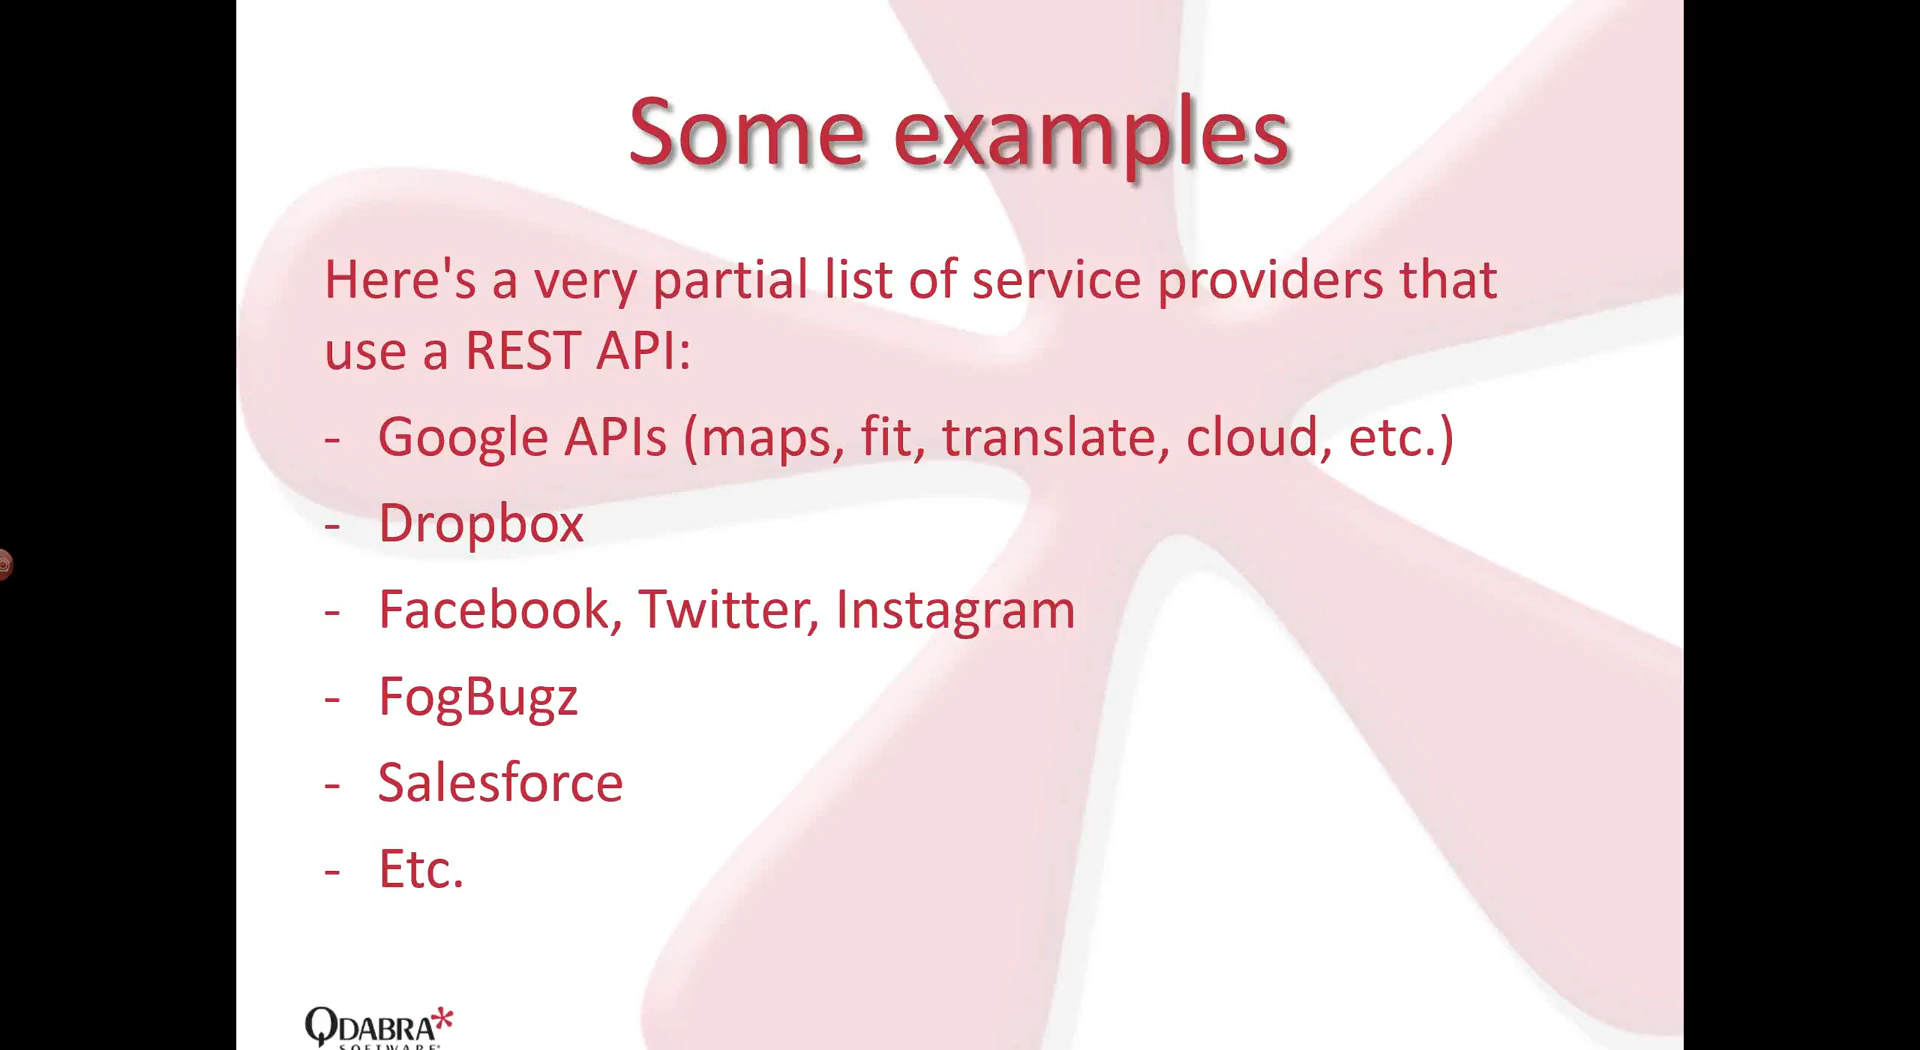 Some examples
Here's a very partial list of service providers that
use a REST API:
- Google APIs (maps, fit, translate, cloud, etc.)
- Dropbox
- Facebook, Twitter, Instagram
- FogBugz
- Salesforce
- Etc.
QDABRA*
SOFTWARE